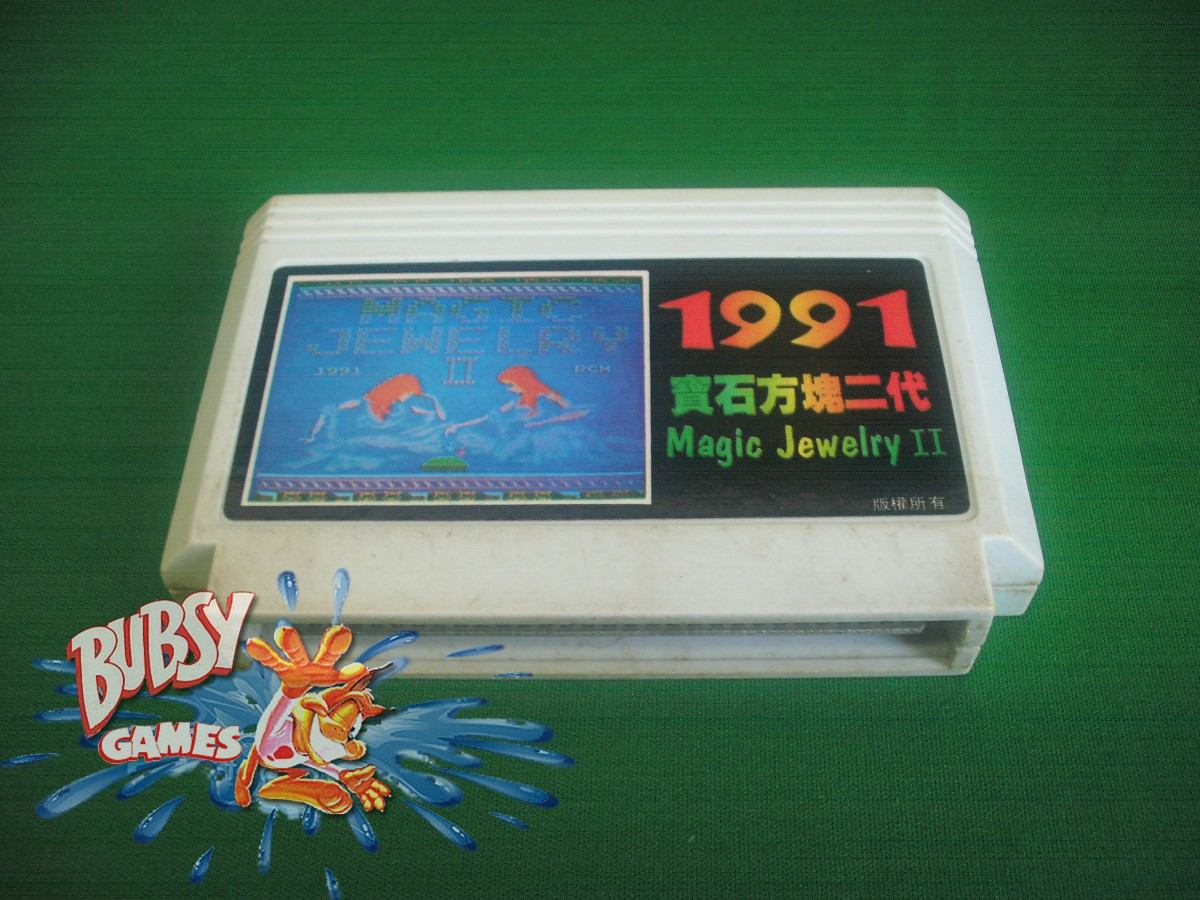 MAGIC
JEWELRY
II
1991
RCM
1991
寶石方塊二代
Magic Jewelry II
版權所有
BUBSY
GAMES